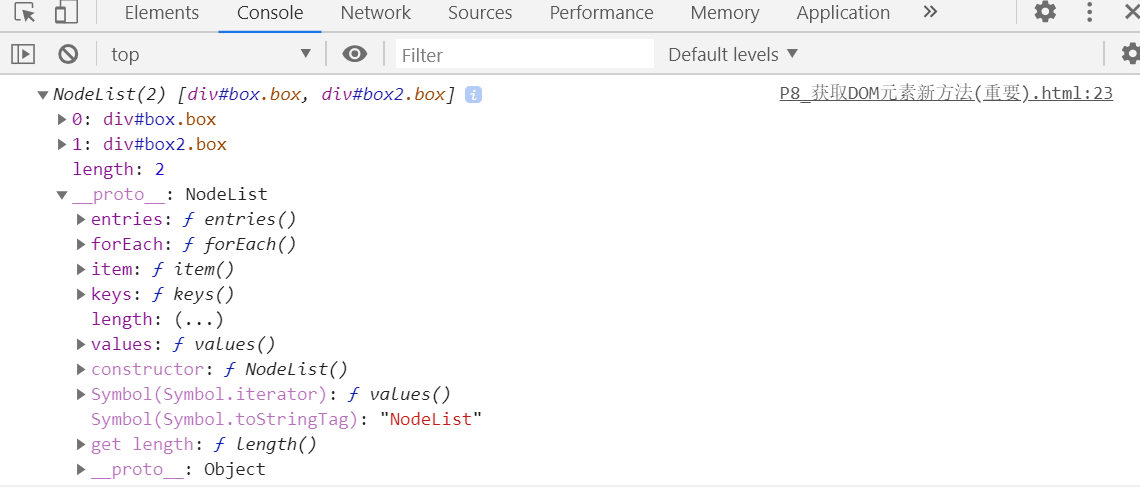 Elements Console Network Sources Performance Memory Application »
top Filter Default levels
NodeList(2) [div#box.box, div#box2.box] i P8_获取DOM元素新方法(重要).html:23
0: div#box.box
1: div#box2.box
length: 2
__proto__: NodeList
entries: ƒ entries()
forEach: ƒ forEach()
item: ƒ item()
keys: ƒ keys()
length: (...)
values: ƒ values()
constructor: ƒ NodeList()
Symbol(Symbol.iterator): ƒ values()
Symbol(Symbol.toStringTag): "NodeList"
get length: ƒ length()
__proto__: Object